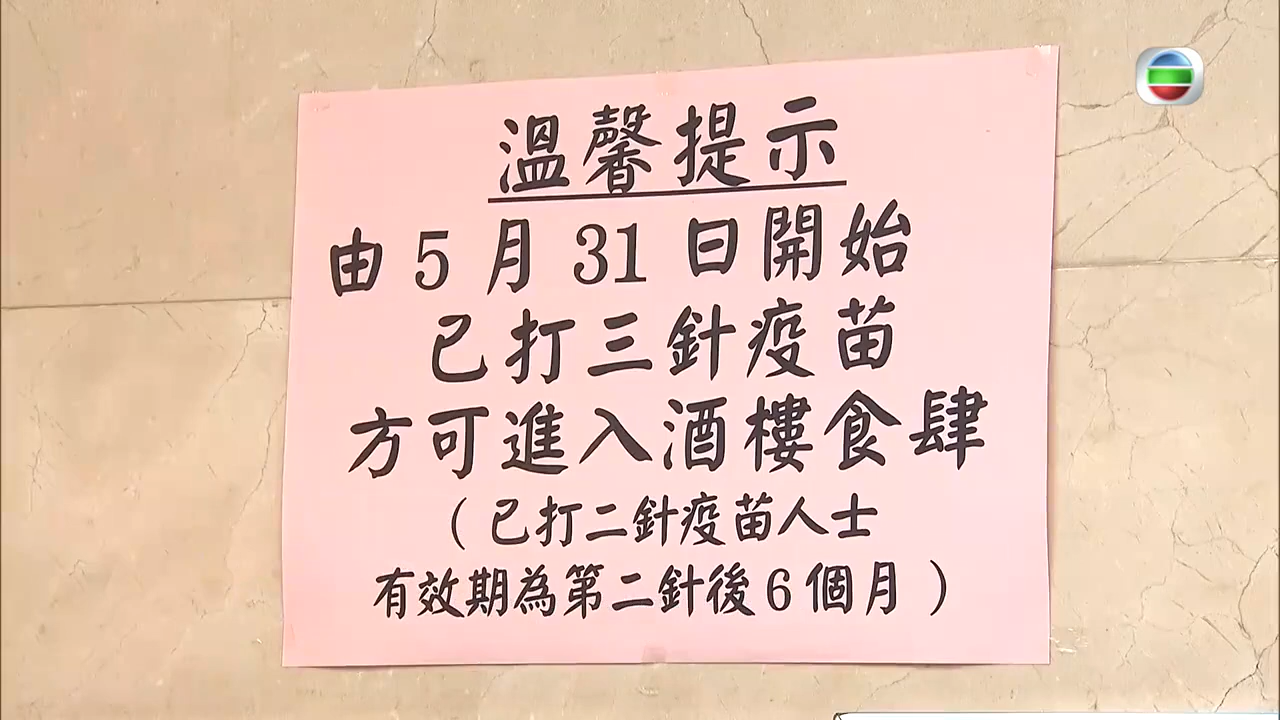 溫馨提示
由5月31日開始
已打三針疫苗
方可進入酒樓食肆
(已打二針疫苗人士
有效期為第二針後6個月)